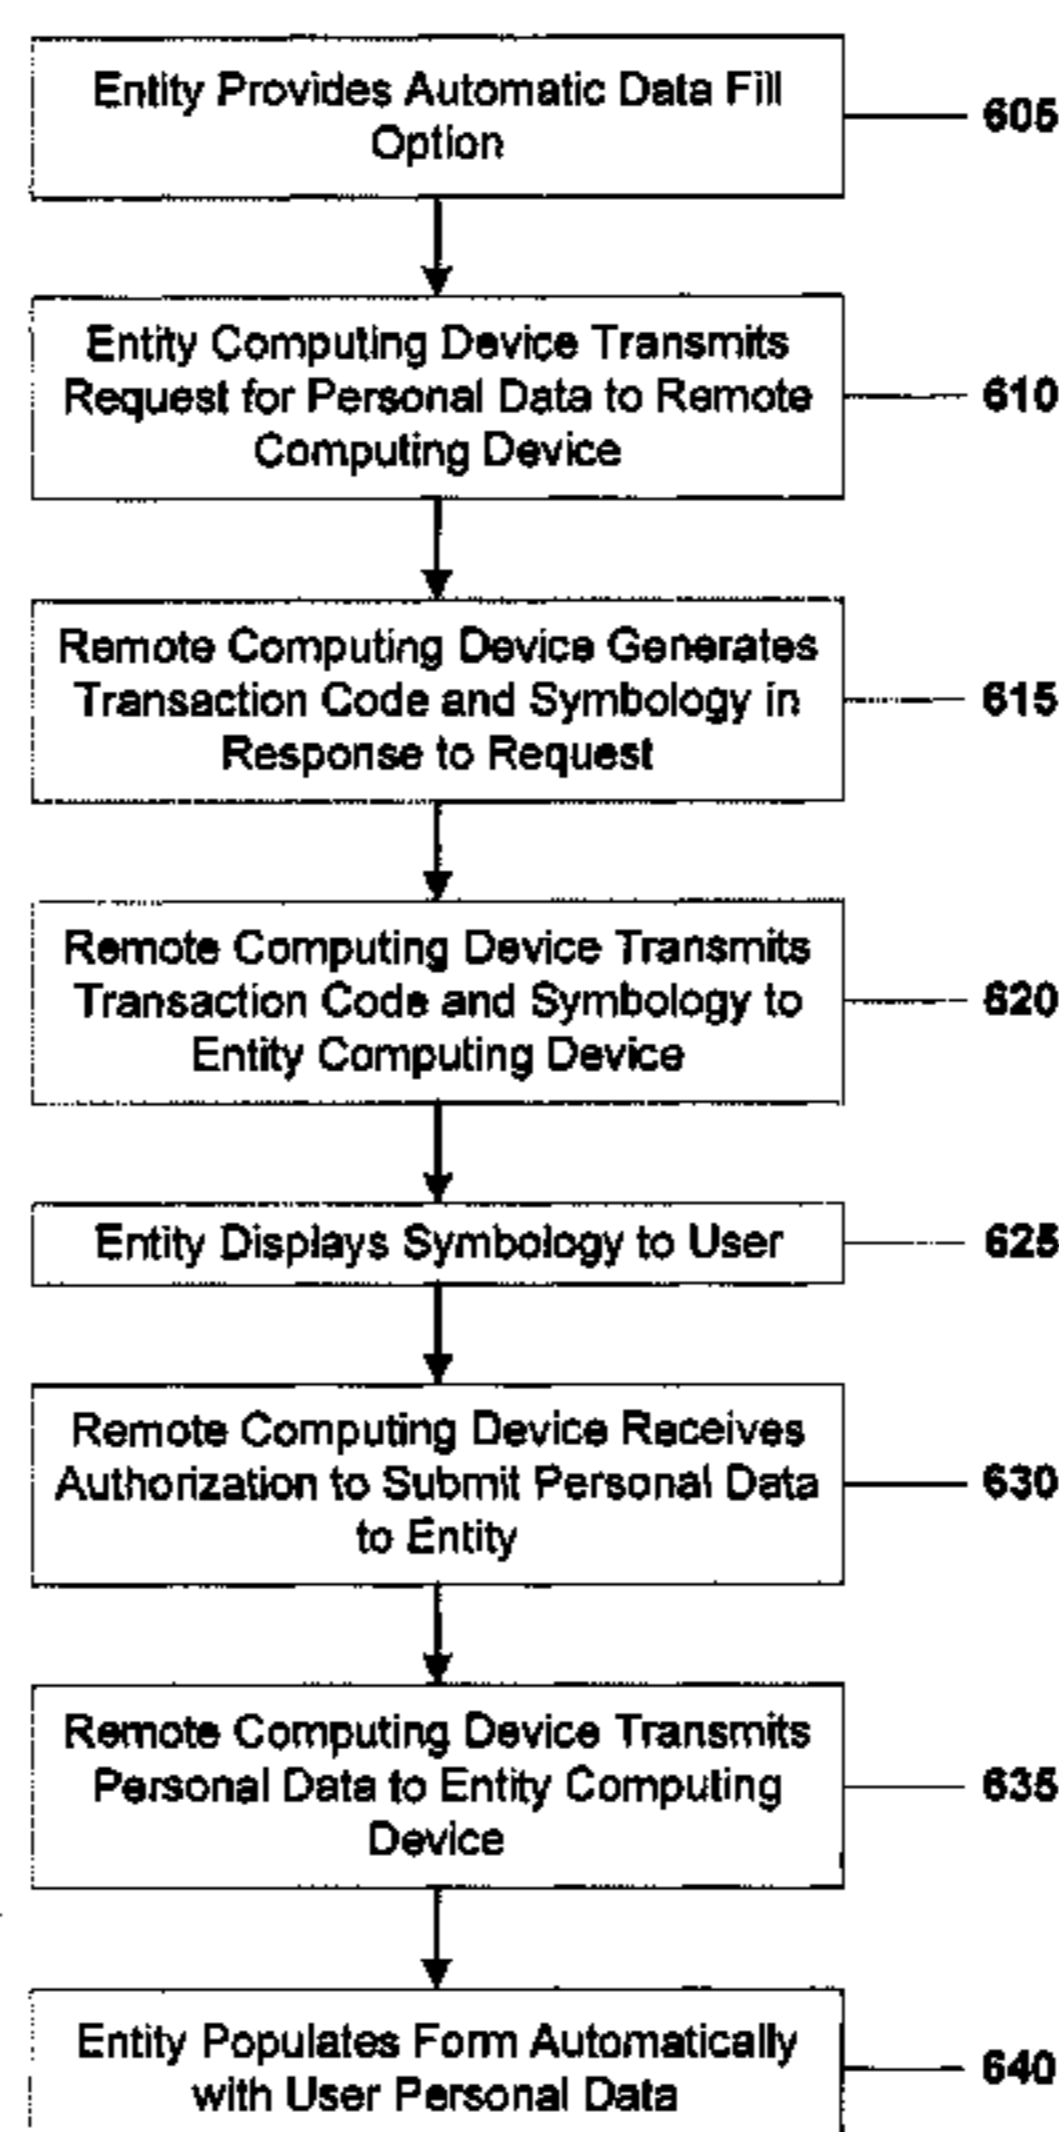 Entity Provides Automatic Data Fill
Option
605
Entity Computing Device Transmits
Request for Personal Data to Remote
Computing Device
610
Remote Computing Device Generates
Transaction Code and Symbology in
Response to Request
615
Remote Computing Device Transmits
Transaction Code and Symbology to
Entity Computing Device
620
Entity Displays Symbology to User
625
Remote Computing Device Receives
Authorization to Submit Personal Data
to Entity
630
Remote Computing Device Transmits
Personal Data to Entity Computing
Device
635
Entity Populates Form Automatically
with User Personal Data
640